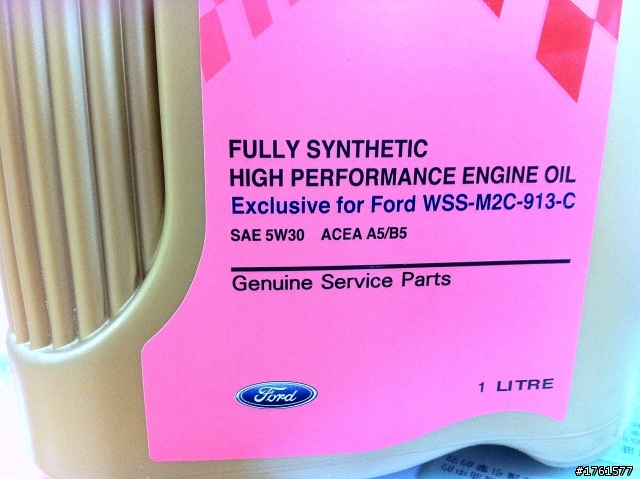 FULLY SYNTHETIC
HIGH PERFORMANCE ENGINE OIL
Exclusive for Ford WSS-M2C-913-C
SAE 5W30 ACEA A5/B5
Genuine Service Parts
Ford
1 LITRE
#1761577